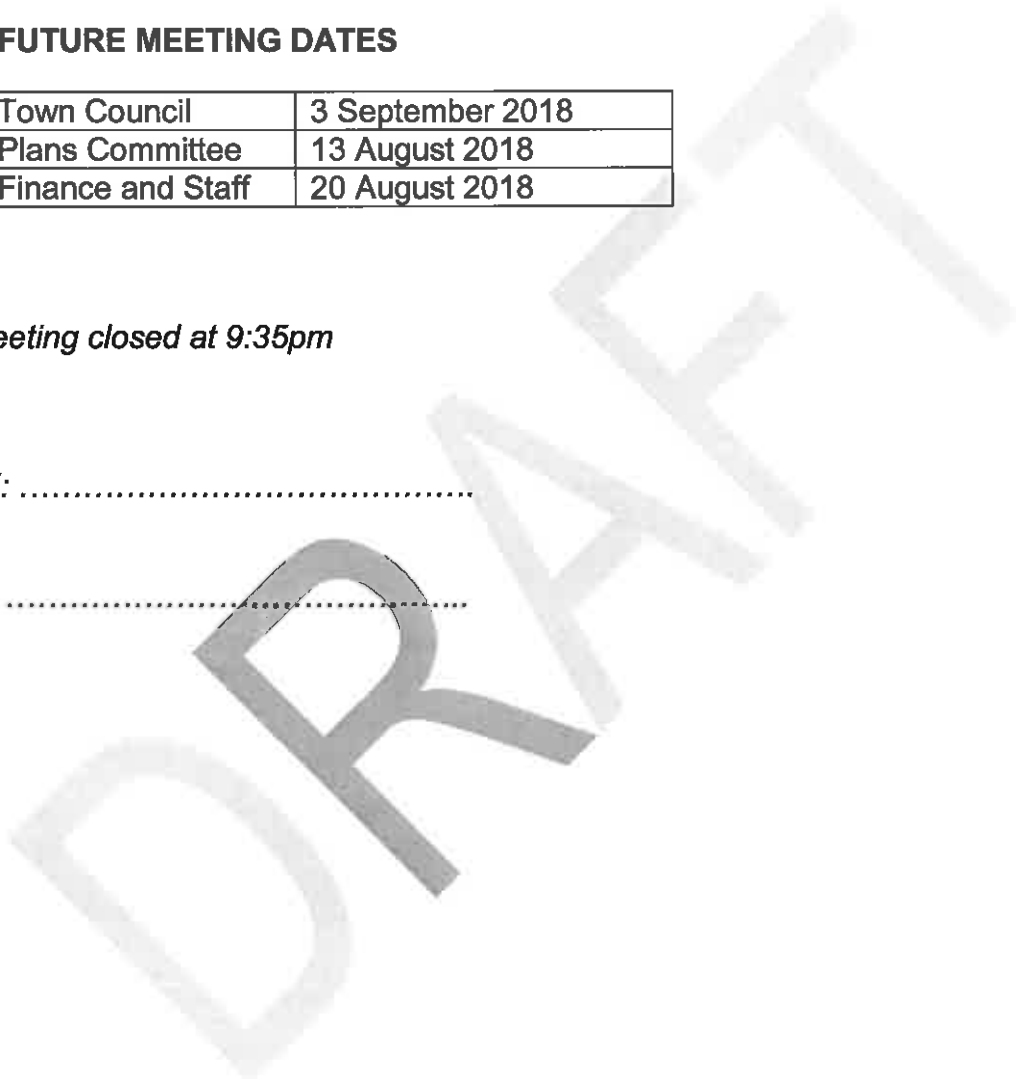 FUTURE MEETING DATES
Town Council 3 September 2018
Plans Committee 13 August 2018
Finance and Staff 20 August 2018
eeting closed at 9:35pm
: ............................................
............................................
DRAFT